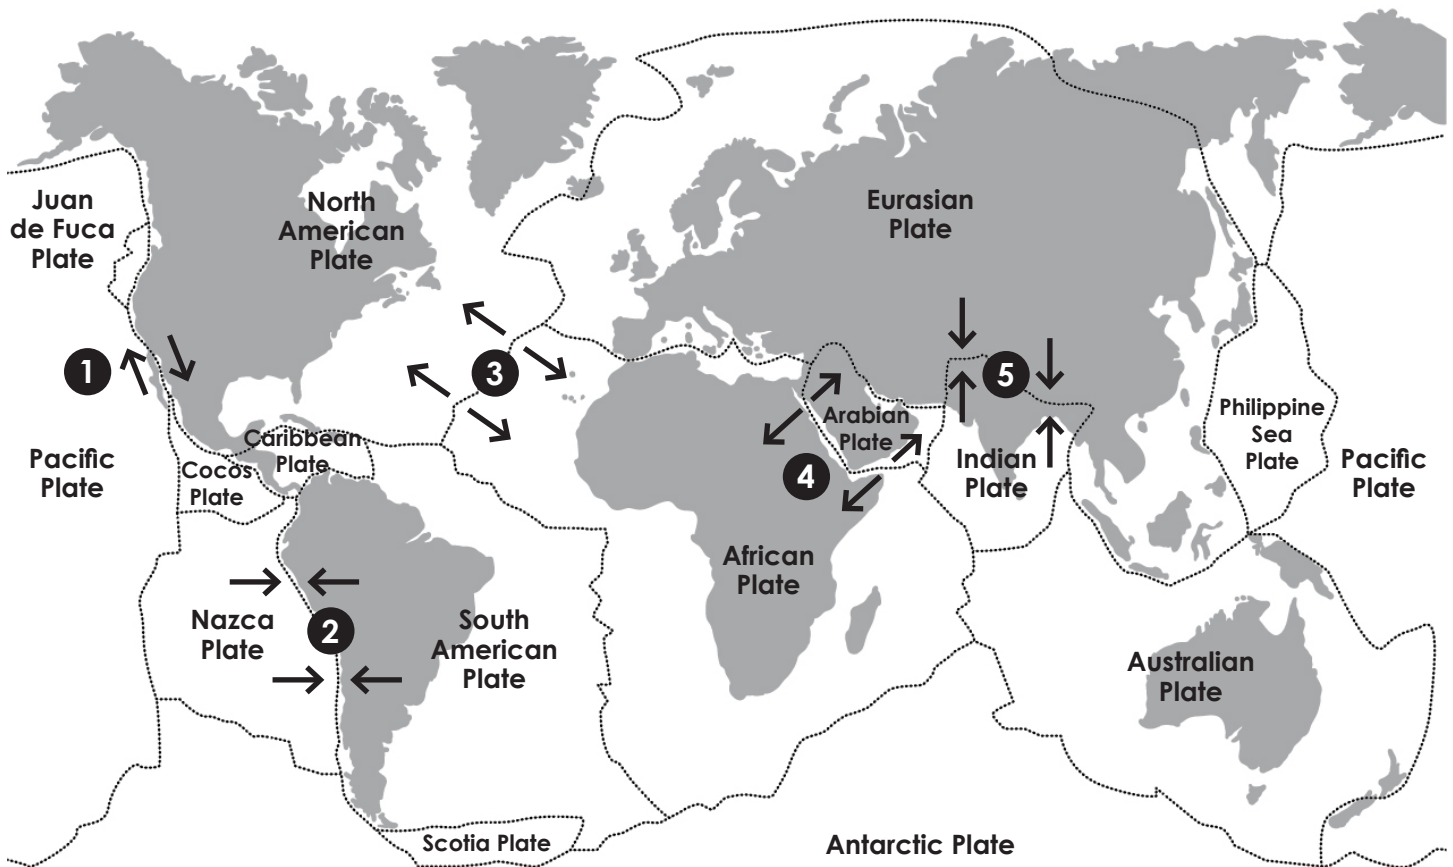 Juan
de Fuca
Plate
North
American
Plate
Eurasian
Plate
1
3
5
Pacific
Plate
Cocos
Plate
Caribbean
Plate
Arabian
Plate
4
Indian
Plate
Philippine
Sea
Plate
Pacific
Plate
African
Plate
Nazca
Plate
2
South
American
Plate
Australian
Plate
Scotia Plate
Antarctic Plate